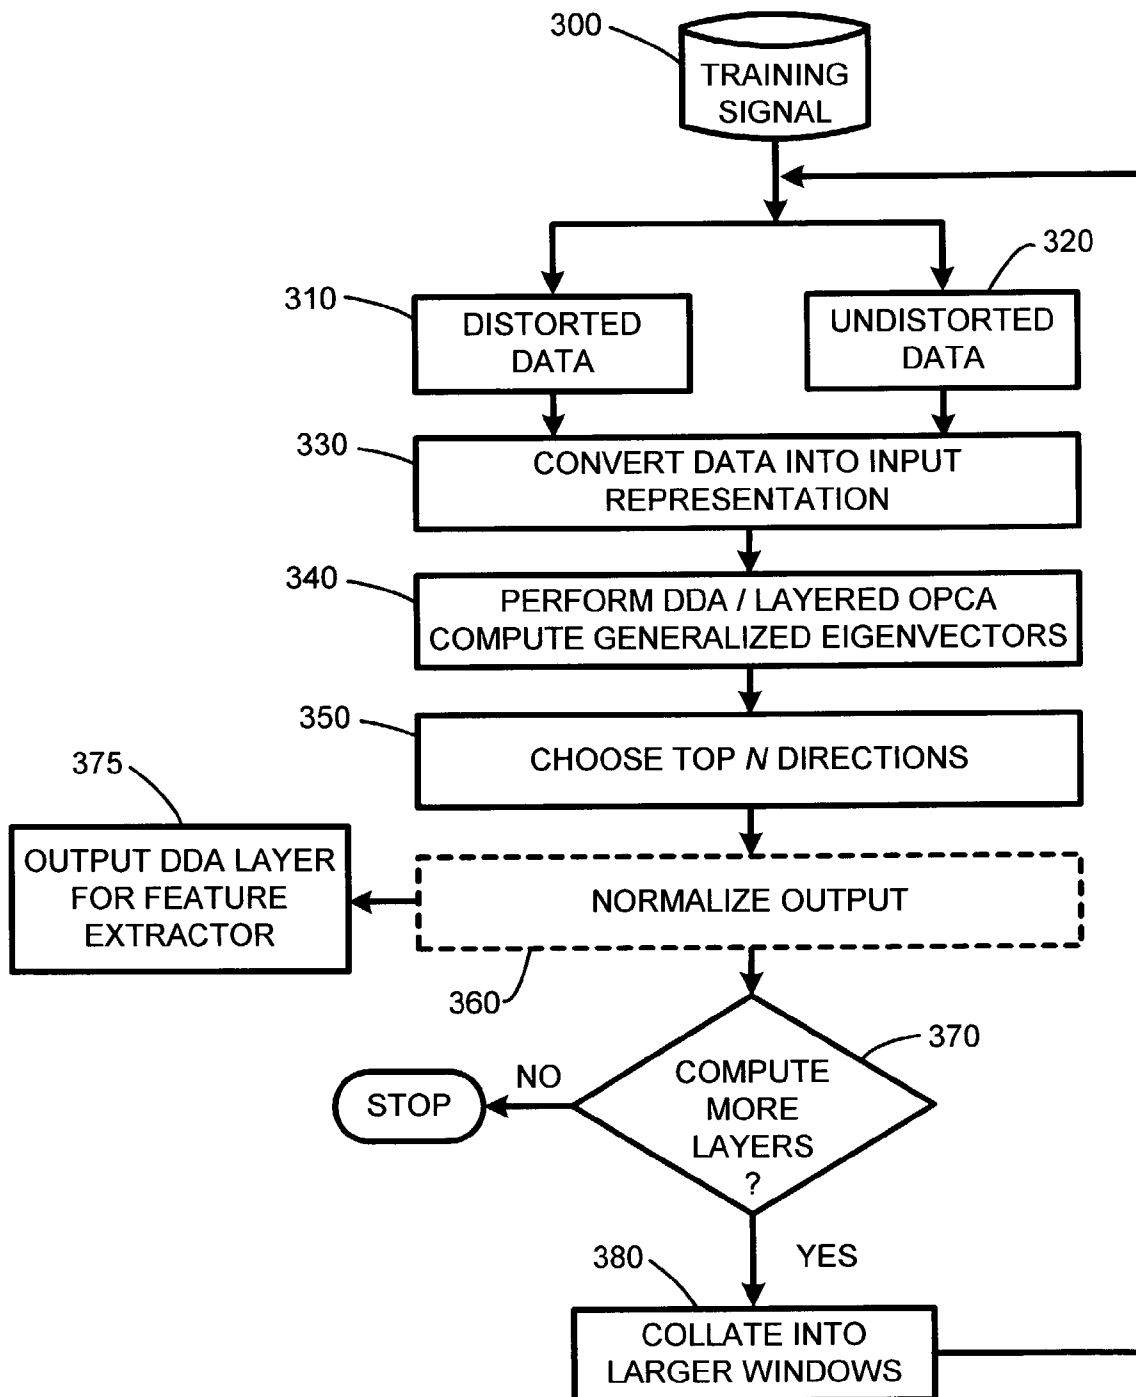 300
TRAINING
SIGNAL
320
310
DISTORTED
DATA
UNDISTORTED
DATA
330
CONVERT DATA INTO INPUT
REPRESENTATION
340
PERFORM DDA / LAYERED OPCA
COMPUTE GENERALIZED EIGENVECTORS
350
CHOOSE TOP N DIRECTIONS
375
OUTPUT DDA LAYER
FOR FEATURE
EXTRACTOR
NORMALIZE OUTPUT
360
370
COMPUTE
MORE
LAYERS
?
NO
STOP
YES
380
COLLATE INTO
LARGER WINDOWS